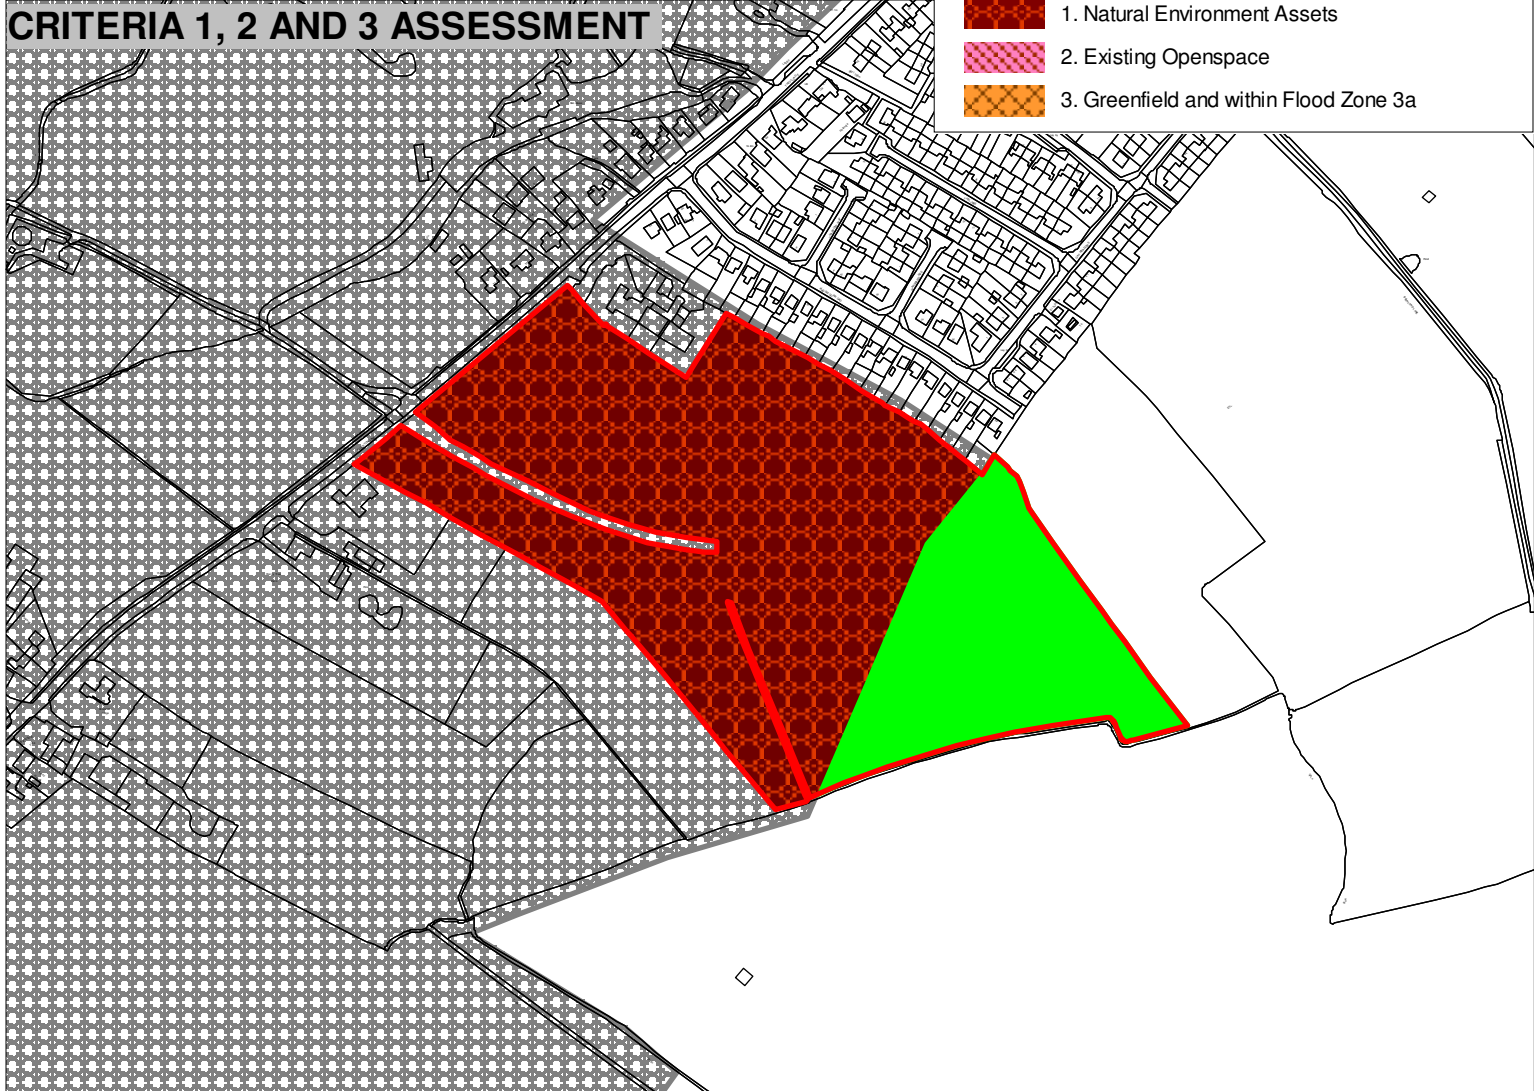 CRITERIA 1, 2 AND 3 ASSESSMENT
1. Natural Environment Assets
2. Existing Openspace
3. Greenfield and within Flood Zone 3a